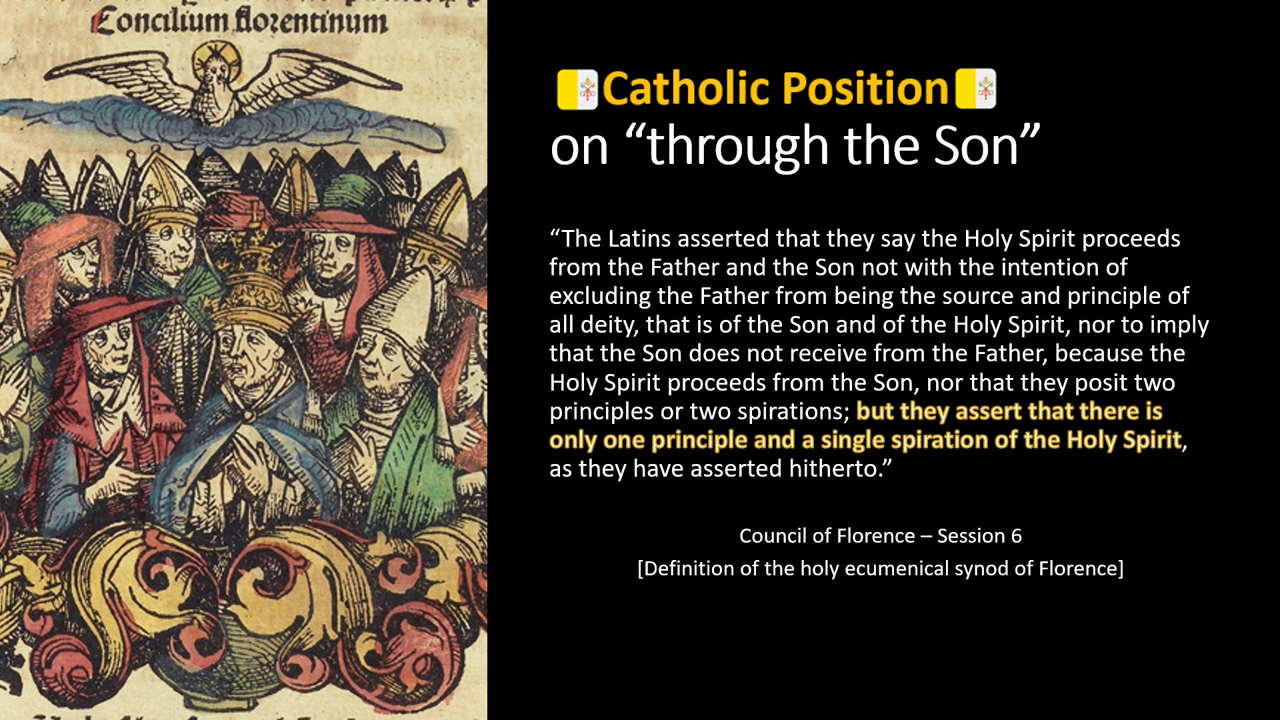 Concilium florentinum
Catholic Position
on “through the Son”
“The Latins asserted that they say the Holy Spirit proceeds
from the Father and the Son not with the intention of
excluding the Father from being the source and principle of
all deity, that is of the Son and of the Holy Spirit, nor to imply
that the Son does not receive from the Father, because the
Holy Spirit proceeds from the Son, nor that they posit two
principles or two spirations; but they assert that there is
only one principle and a single spiration of the Holy Spirit,
as they have asserted hitherto.”
Council of Florence – Session 6
[Definition of the holy ecumenical synod of Florence]